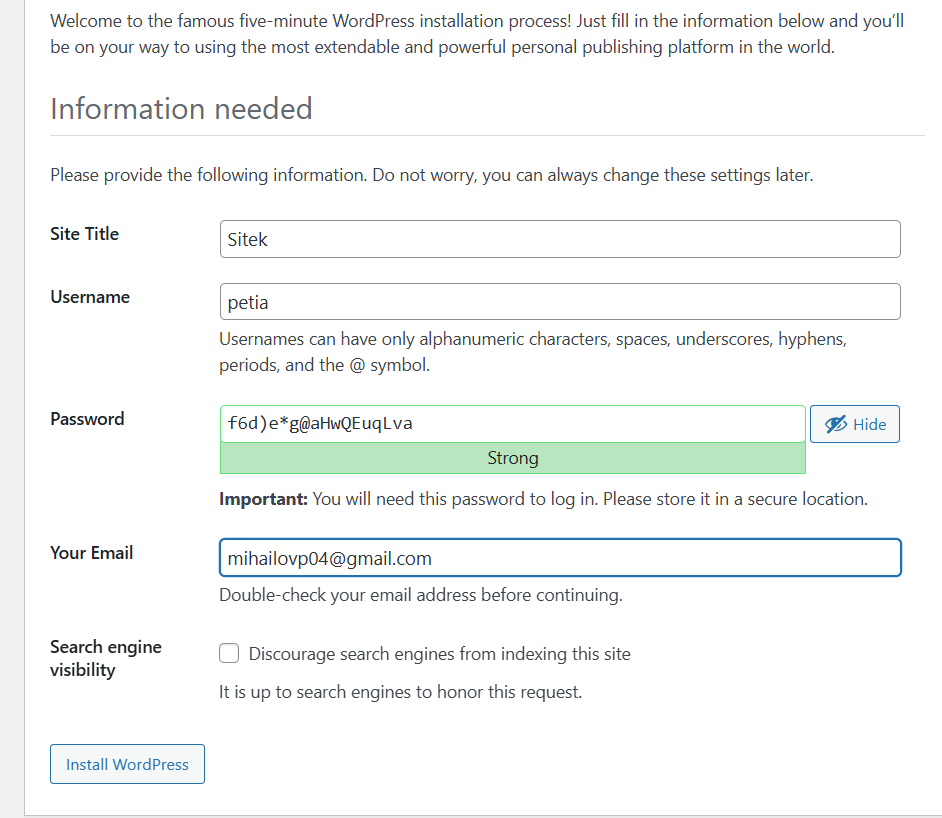 Welcome to the famous five-minute WordPress installation process! Just fill in the information below and you’ll
be on your way to using the most extendable and powerful personal publishing platform in the world.
Information needed
Please provide the following information. Do not worry, you can always change these settings later.
Site Title
Sitek
Username
petia
Usernames can have only alphanumeric characters, spaces, underscores, hyphens,
periods, and the @ symbol.
Password
f6d)e*g@aHwQEuqLva
Hide
Strong
Important: You will need this password to log in. Please store it in a secure location.
Your Email
mihailovp04@gmail.com
Double-check your email address before continuing.
Search engine
visibility
Discourage search engines from indexing this site
It is up to search engines to honor this request.
Install WordPress